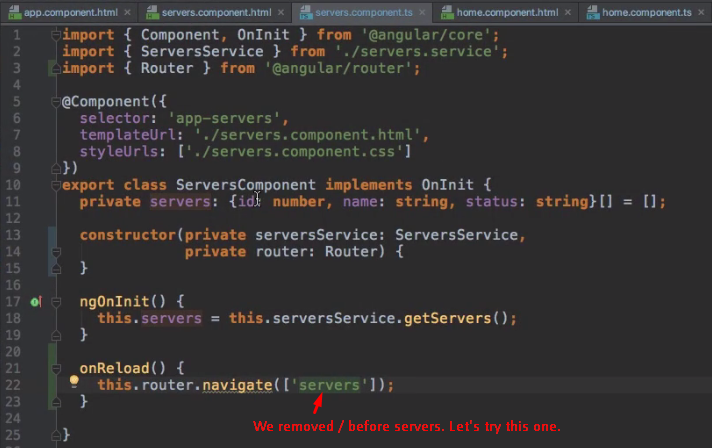 app.component.html × servers.component.html × servers.component.ts × home.component.html × home.component.ts ×
1 import { Component, OnInit } from '@angular/core';
2 import { ServersService } from './servers.service';
3 import { Router } from '@angular/router';
4
5 @Component({
6 selector: 'app-servers',
7 templateUrl: './servers.component.html',
8 styleUrls: ['./servers.component.css']
9 })
10 export class ServersComponent implements OnInit {
11 private servers: {id: number, name: string, status: string}[] = [];
12
13 constructor(private serversService: ServersService,
14 private router: Router) {
15 }
16
17 ngOnInit() {
18 this.servers = this.serversService.getServers();
19 }
20
21 onReload() {
22 this.router.navigate(['servers']);
23 }
We removed / before servers. Let's try this one.
24
25 }